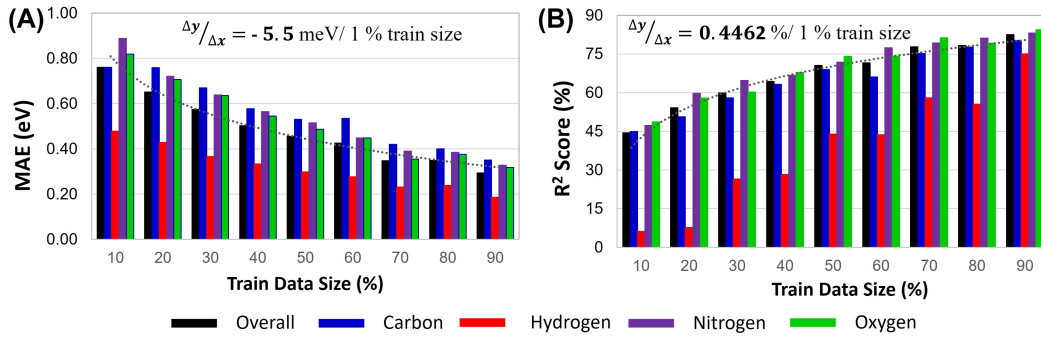 (A)
Δy/Δx = - 5.5 meV/ 1 % train size
MAE (eV)
1.00
0.80
0.60
0.40
0.20
0.00
10 20 30 40 50 60 70 80 90
Train Data Size (%)
(B)
Δy/Δx = 0.4462 %/ 1% train size
R² Score (%)
90
75
60
45
30
15
0
10 20 30 40 50 60 70 80 90
Train Data Size (%)
Overall Carbon Hydrogen Nitrogen Oxygen